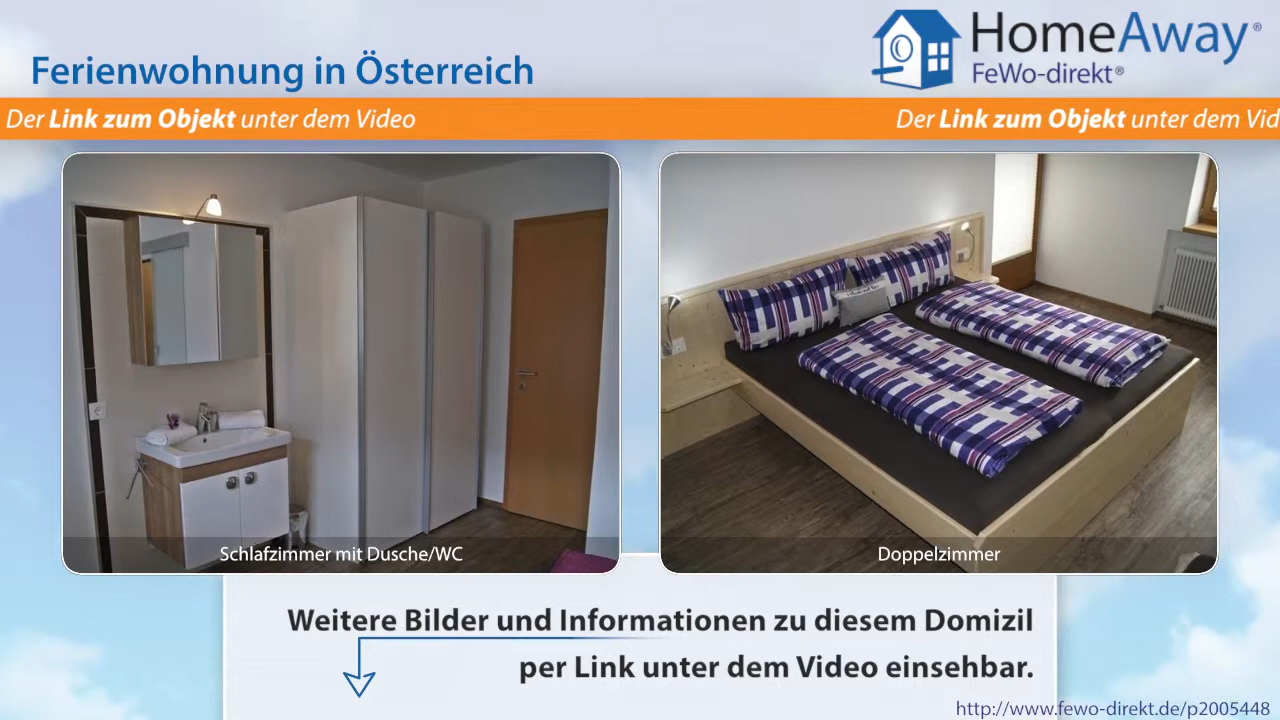 HomeAway®
FeWo-direkt®
Ferienwohnung in Österreich
Der Link zum Objekt unter dem Video
Der Link zum Objekt unter dem Vid
Schlafzimmer mit Dusche/WC
Doppelzimmer
Weitere Bilder und Informationen zu diesem Domizil
per Link unter dem Video einsehbar.
http://www.fewo-direkt.de/p2005448